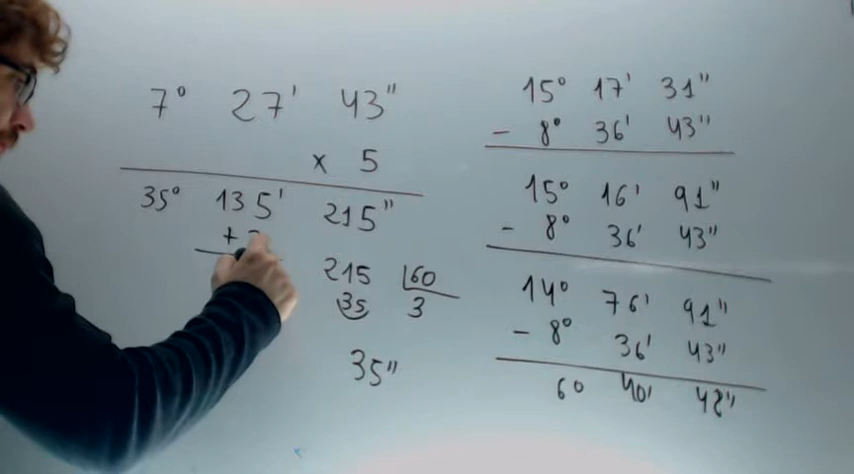 7° 27' 43"
x 5
35° 135' 215"
+
215 60
35 3
35"
15° 17' 31"
- 8° 36' 43"
15° 16' 91"
- 8° 36' 43"
14° 76' 91"
- 8° 36' 43"
6° 40' 48"